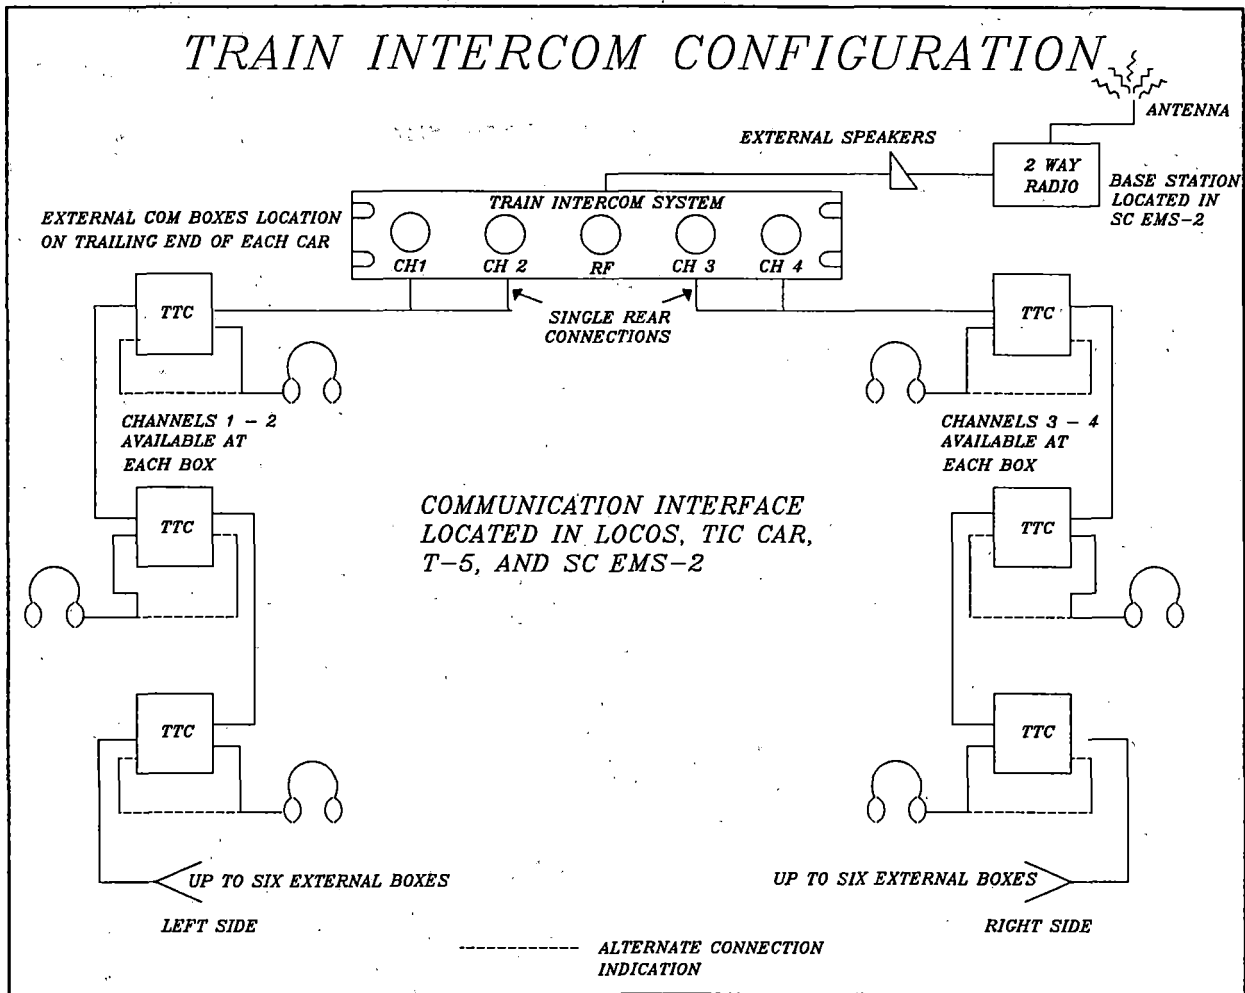 TRAIN INTERCOM CONFIGURATION
ANTENNA
EXTERNAL SPEAKERS
2 WAY
RADIO
BASE STATION
LOCATED IN
SC EMS-2
TRAIN INTERCOM SYSTEM
CH1
CH 2
RF
CH 3
CH 4
EXTERNAL COM BOXES LOCATION
ON TRAILING END OF EACH CAR
SINGLE REAR
CONNECTIONS
TTC
TTC
CHANNELS 1 - 2
AVAILABLE AT
EACH BOX
CHANNELS 3 - 4
AVAILABLE AT
EACH BOX
COMMUNICATION INTERFACE
LOCATED IN LOCOS, TIC CAR,
T-5, AND SC EMS-2
TTC
TTC
TTC
TTC
UP TO SIX EXTERNAL BOXES
LEFT SIDE
UP TO SIX EXTERNAL BOXES
RIGHT SIDE
ALTERNATE CONNECTION
INDICATION